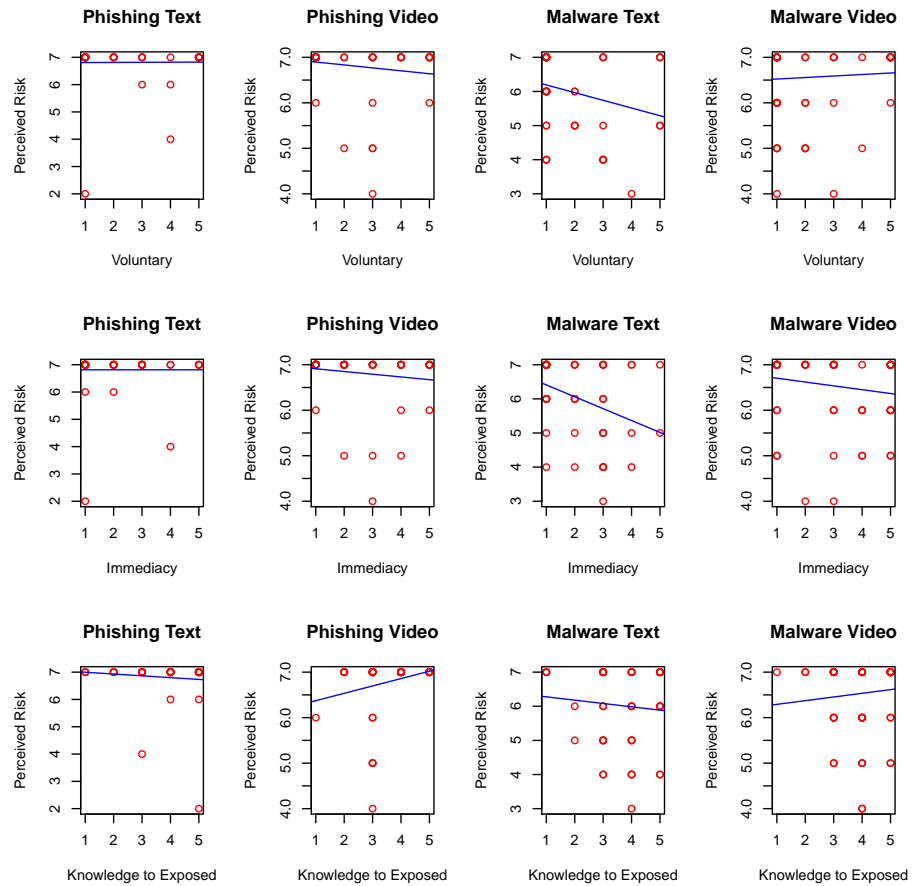 Phishing Text Phishing Video Malware Text Malware Video
Perceived Risk Perceived Risk Perceived Risk Perceived Risk
7 6 5 4 3 2
7.0 6.0 5.0 4.0
7 6 5 4 3
7.0 6.0 5.0 4.0
1 2 3 4 5 1 2 3 4 5 1 2 3 4 5 1 2 3 4 5
Voluntary Voluntary Voluntary Voluntary
Phishing Text Phishing Video Malware Text Malware Video
Perceived Risk Perceived Risk Perceived Risk Perceived Risk
7 6 5 4 3 2
7.0 6.0 5.0 4.0
7 6 5 4 3
7.0 6.0 5.0 4.0
1 2 3 4 5 1 2 3 4 5 1 2 3 4 5 1 2 3 4 5
Immediacy Immediacy Immediacy Immediacy
Phishing Text Phishing Video Malware Text Malware Video
Perceived Risk Perceived Risk Perceived Risk Perceived Risk
7 6 5 4 3 2
7.0 6.0 5.0 4.0
7 6 5 4 3
7.0 6.0 5.0 4.0
1 2 3 4 5 1 2 3 4 5 1 2 3 4 5 1 2 3 4 5
Knowledge to Exposed Knowledge to Exposed Knowledge to Exposed Knowledge to Exposed